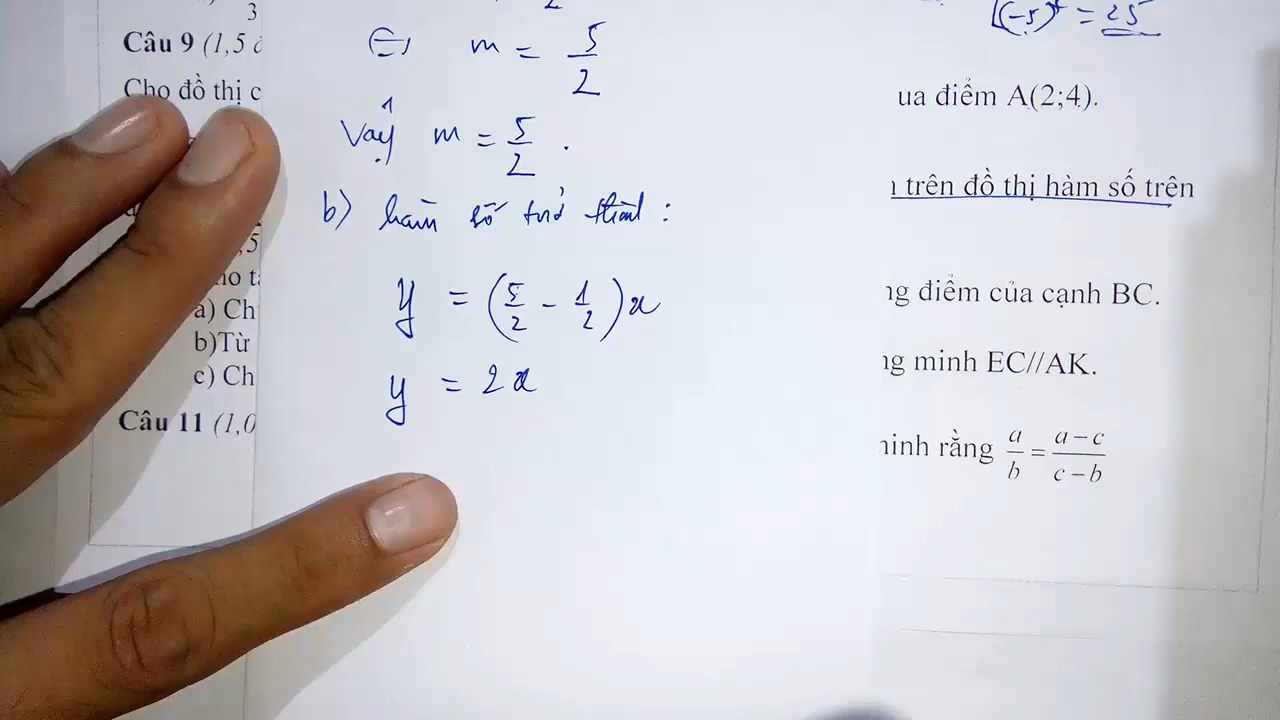 3
Câu 9 (1,5
[(-5)² = 25
⇔ m = 5/2
Cho đồ thị c
ua điểm A(2;4).
Vậy m = 5/2 .
trên đồ thị hàm số trên
b) hàm số trở thành :
y = (5/2 - 1/2)x
a) Ch
ng điểm của cạnh BC.
b)Từ
ng minh EC//AK.
c) Ch
y = 2x
Câu 11 (1,0
minh rằng a/b = a-c/c-b